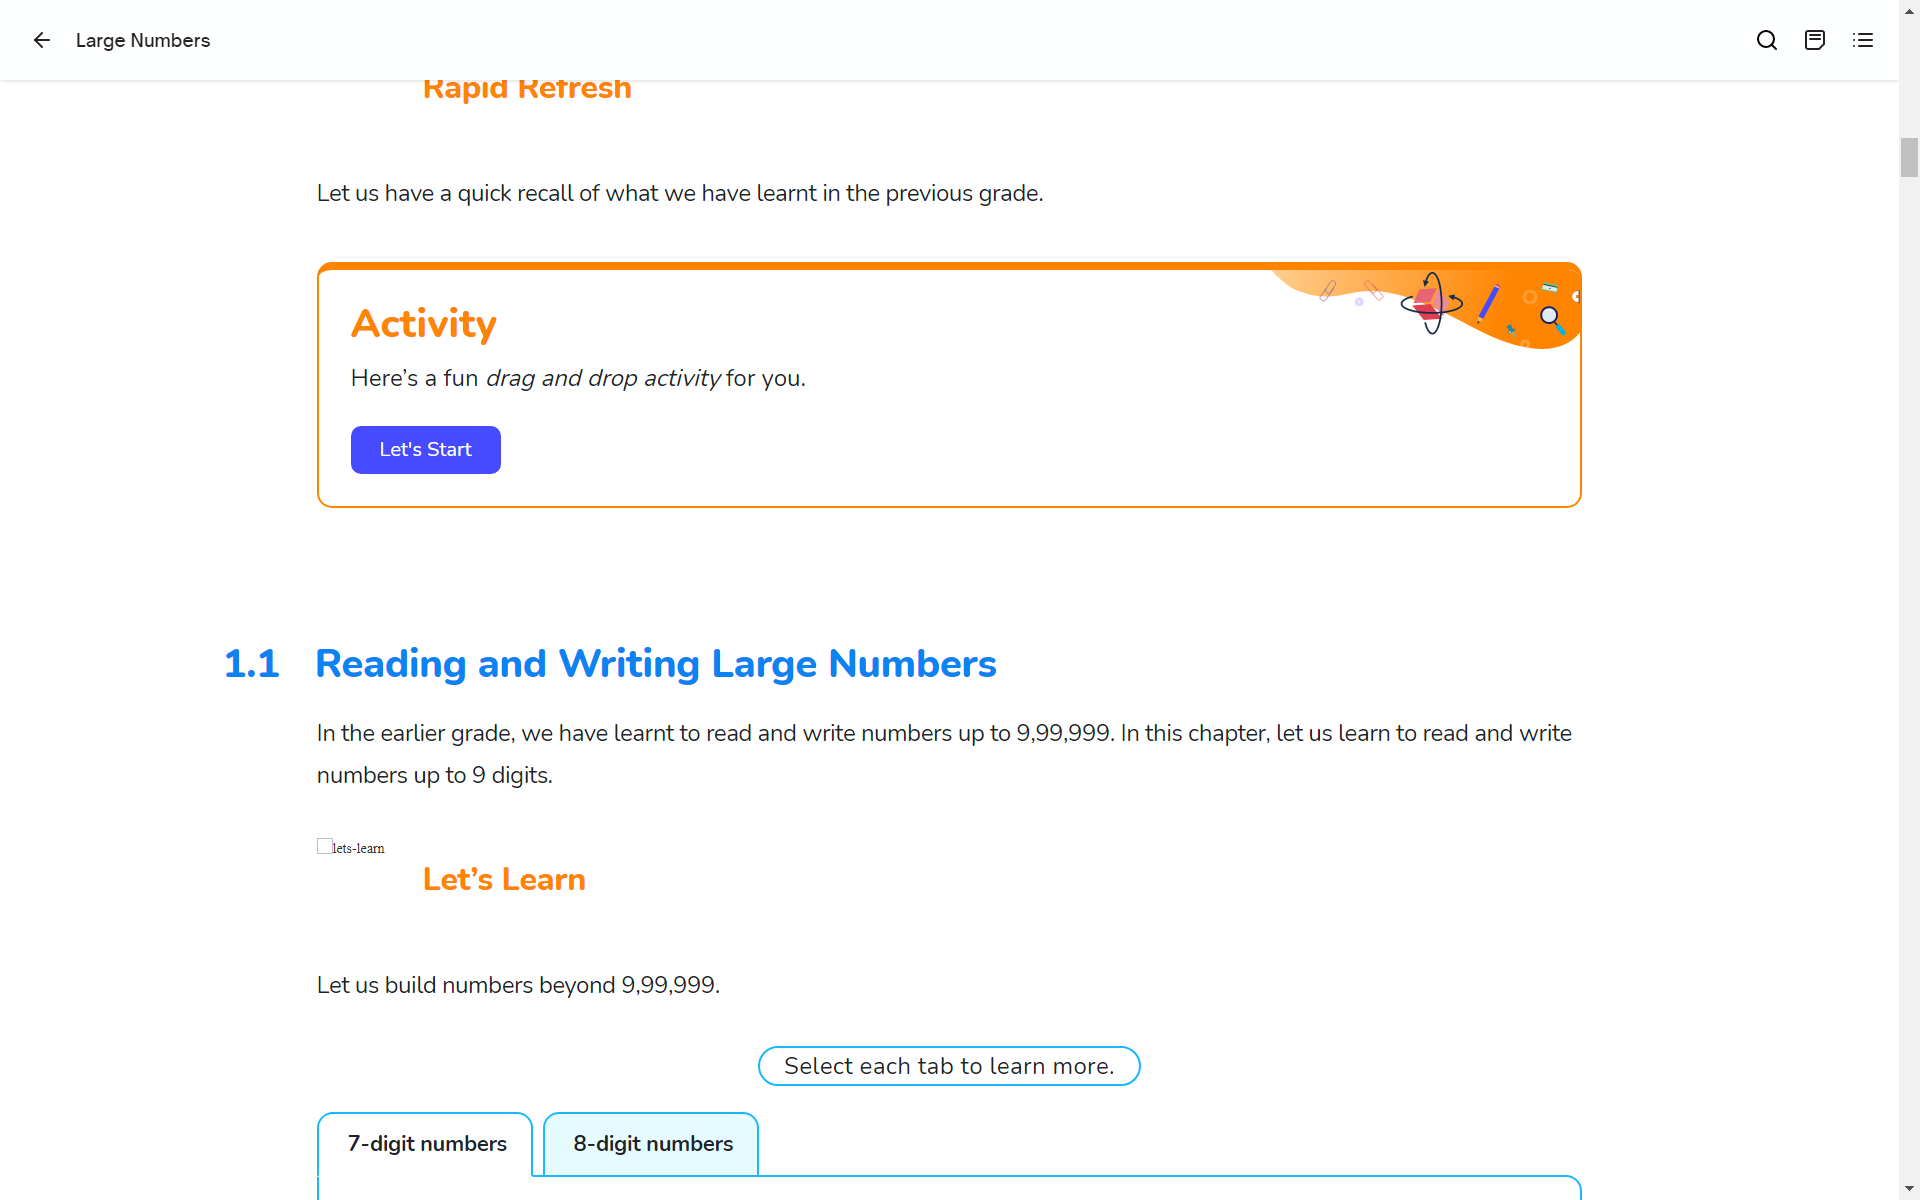 Large Numbers
Rapid Refresh
Let us have a quick recall of what we have learnt in the previous grade.
Activity
Here’s a fun drag and drop activity for you.
Let's Start
1.1 Reading and Writing Large Numbers
In the earlier grade, we have learnt to read and write numbers up to 9,99,999. In this chapter, let us learn to read and write
numbers up to 9 digits.
lets-learn
Let’s Learn
Let us build numbers beyond 9,99,999.
Select each tab to learn more.
7-digit numbers
8-digit numbers